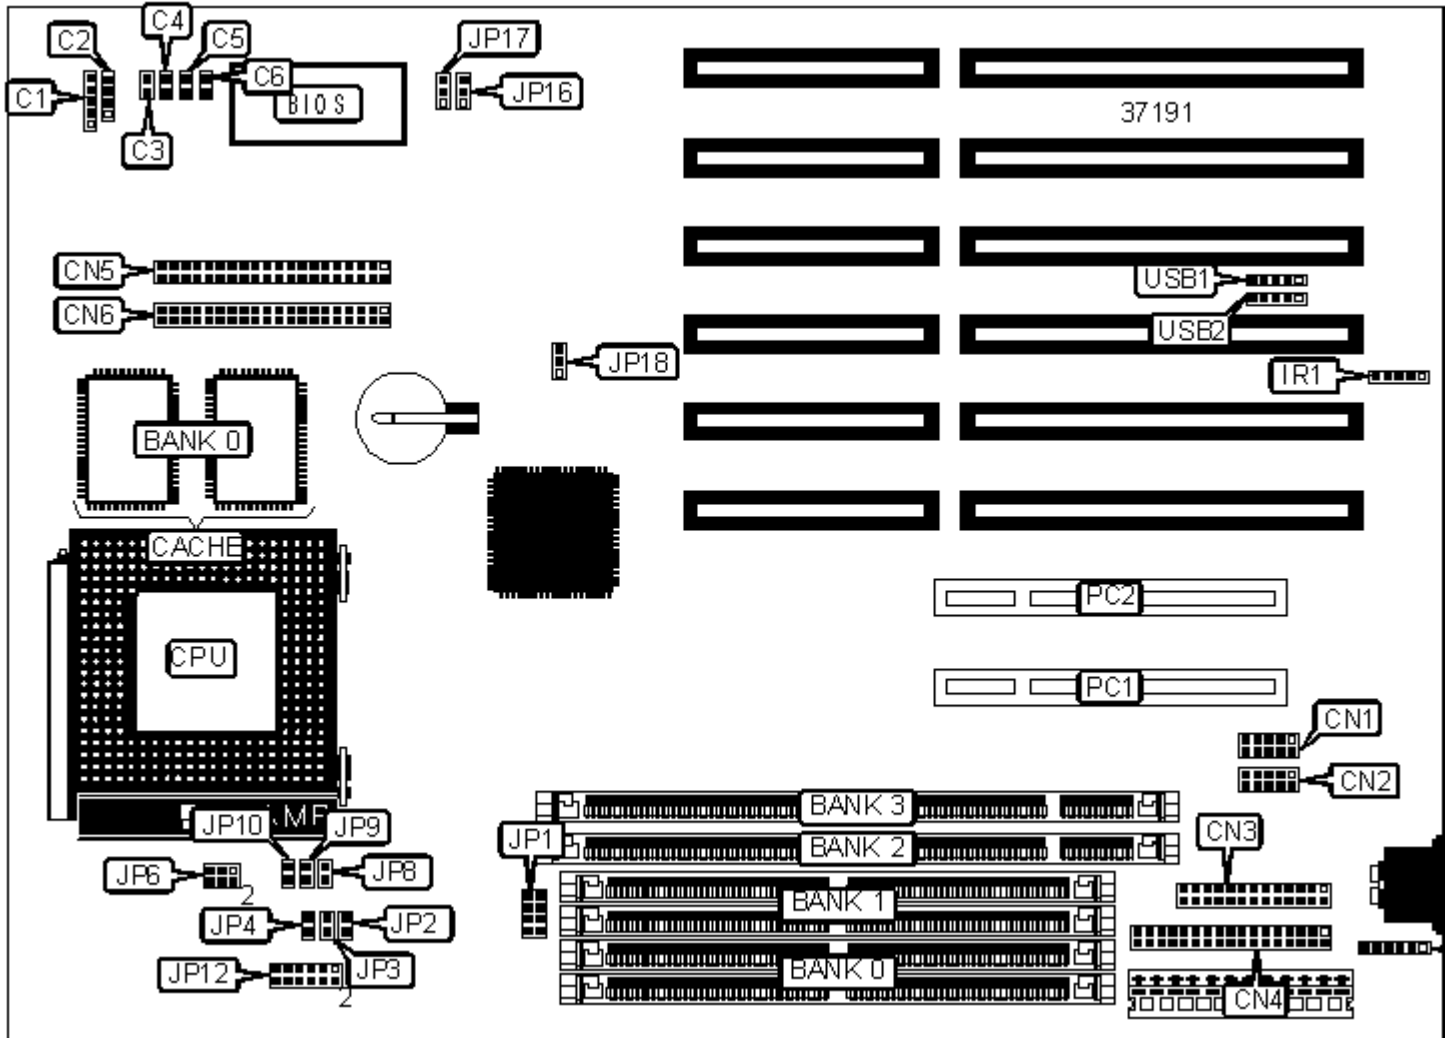 C4
C2
C5
JP17
C6
C1
BIOS
JP16
37191
C3
CN5
USB1
CN6
USB2
JP18
IR1
BANK 0
CACHE
PC2
CPU
PC1
CN1
CN2
BANK 3
JP10
JP9
JP1
CN3
BANK 2
JP6
JP8
2
BANK 1
JP4
JP2
JP3
JP12
BANK 0
2
CN4